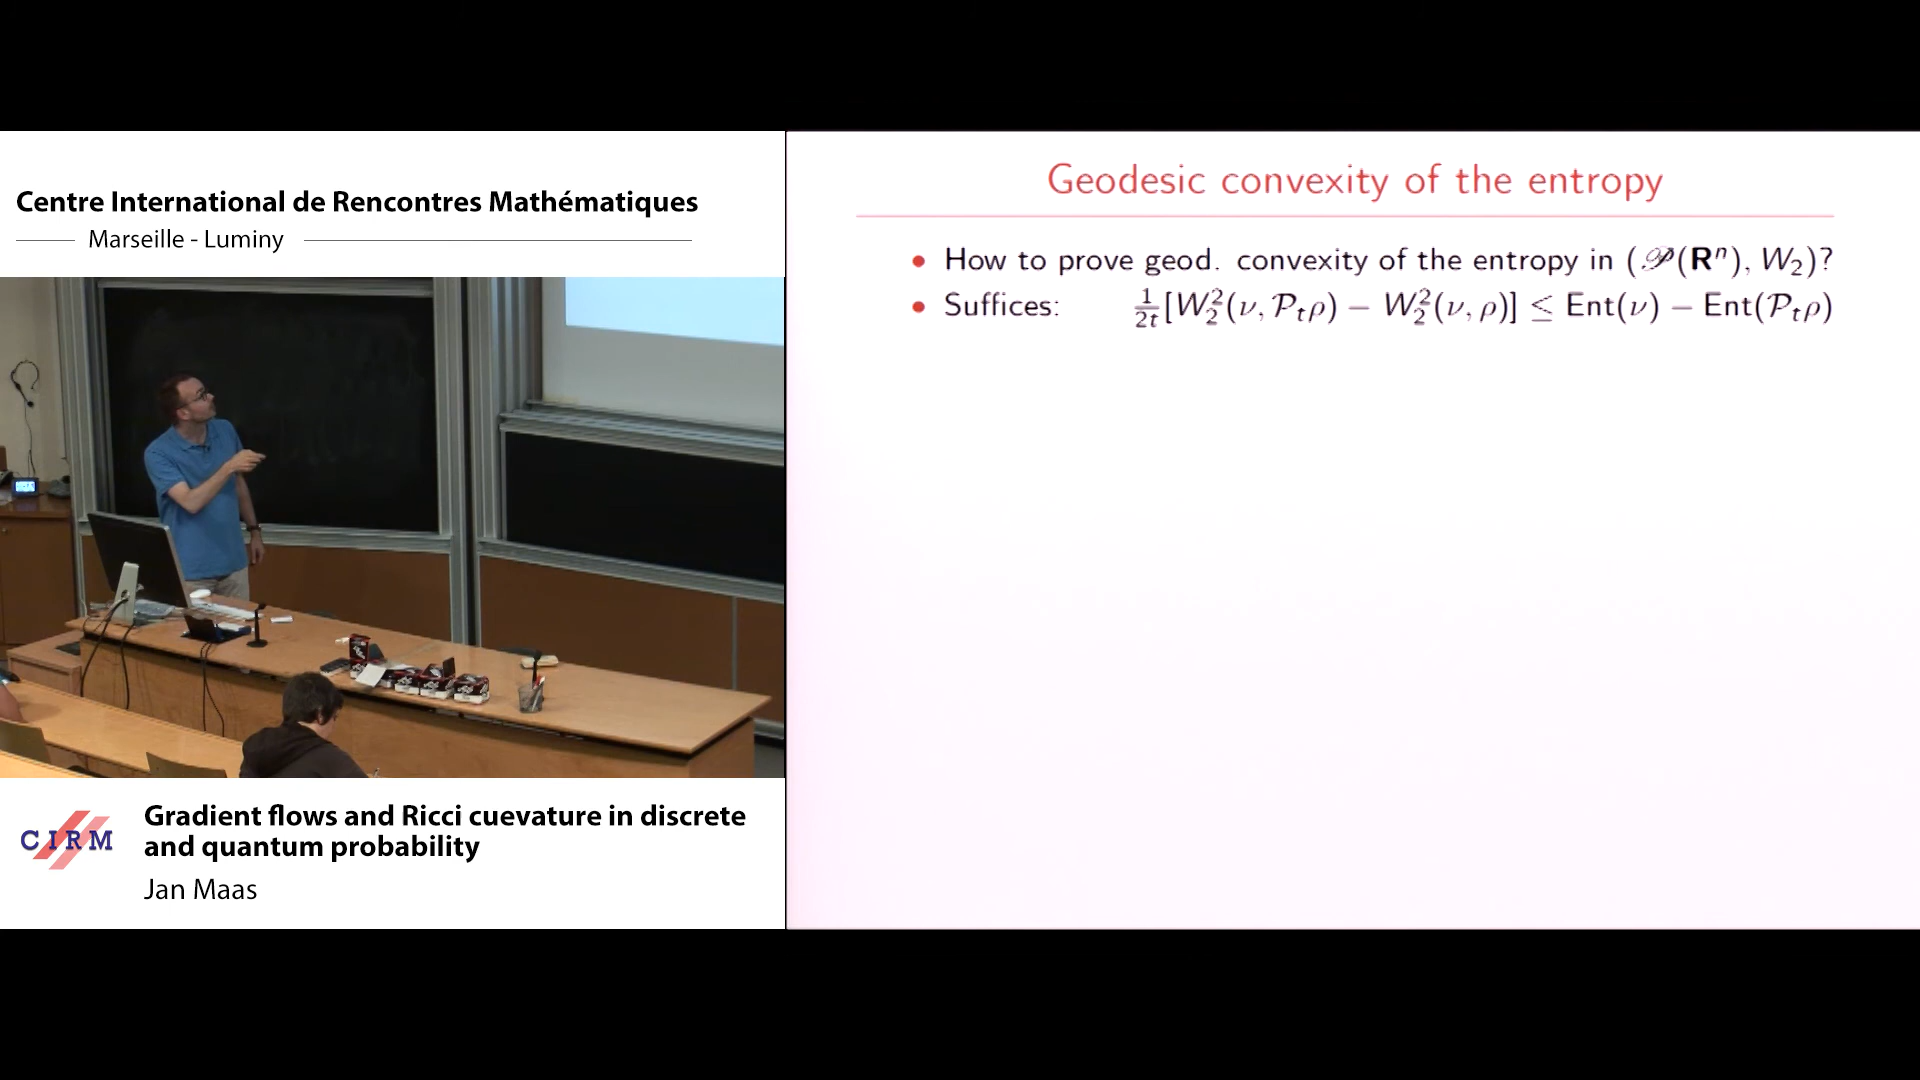 Centre International de Rencontres Mathématiques
Marseille - Luminy
Geodesic convexity of the entropy
• How to prove geod. convexity of the entropy in (𝒫(𝐑ⁿ), W₂)?
• Suffices: 1/2t [W₂²(ν, 𝒫ₜρ) − W₂²(ν, ρ)] ≤ Ent(ν) − Ent(𝒫ₜρ)
CIRM
Gradient flows and Ricci cuevature in discrete
and quantum probability
Jan Maas